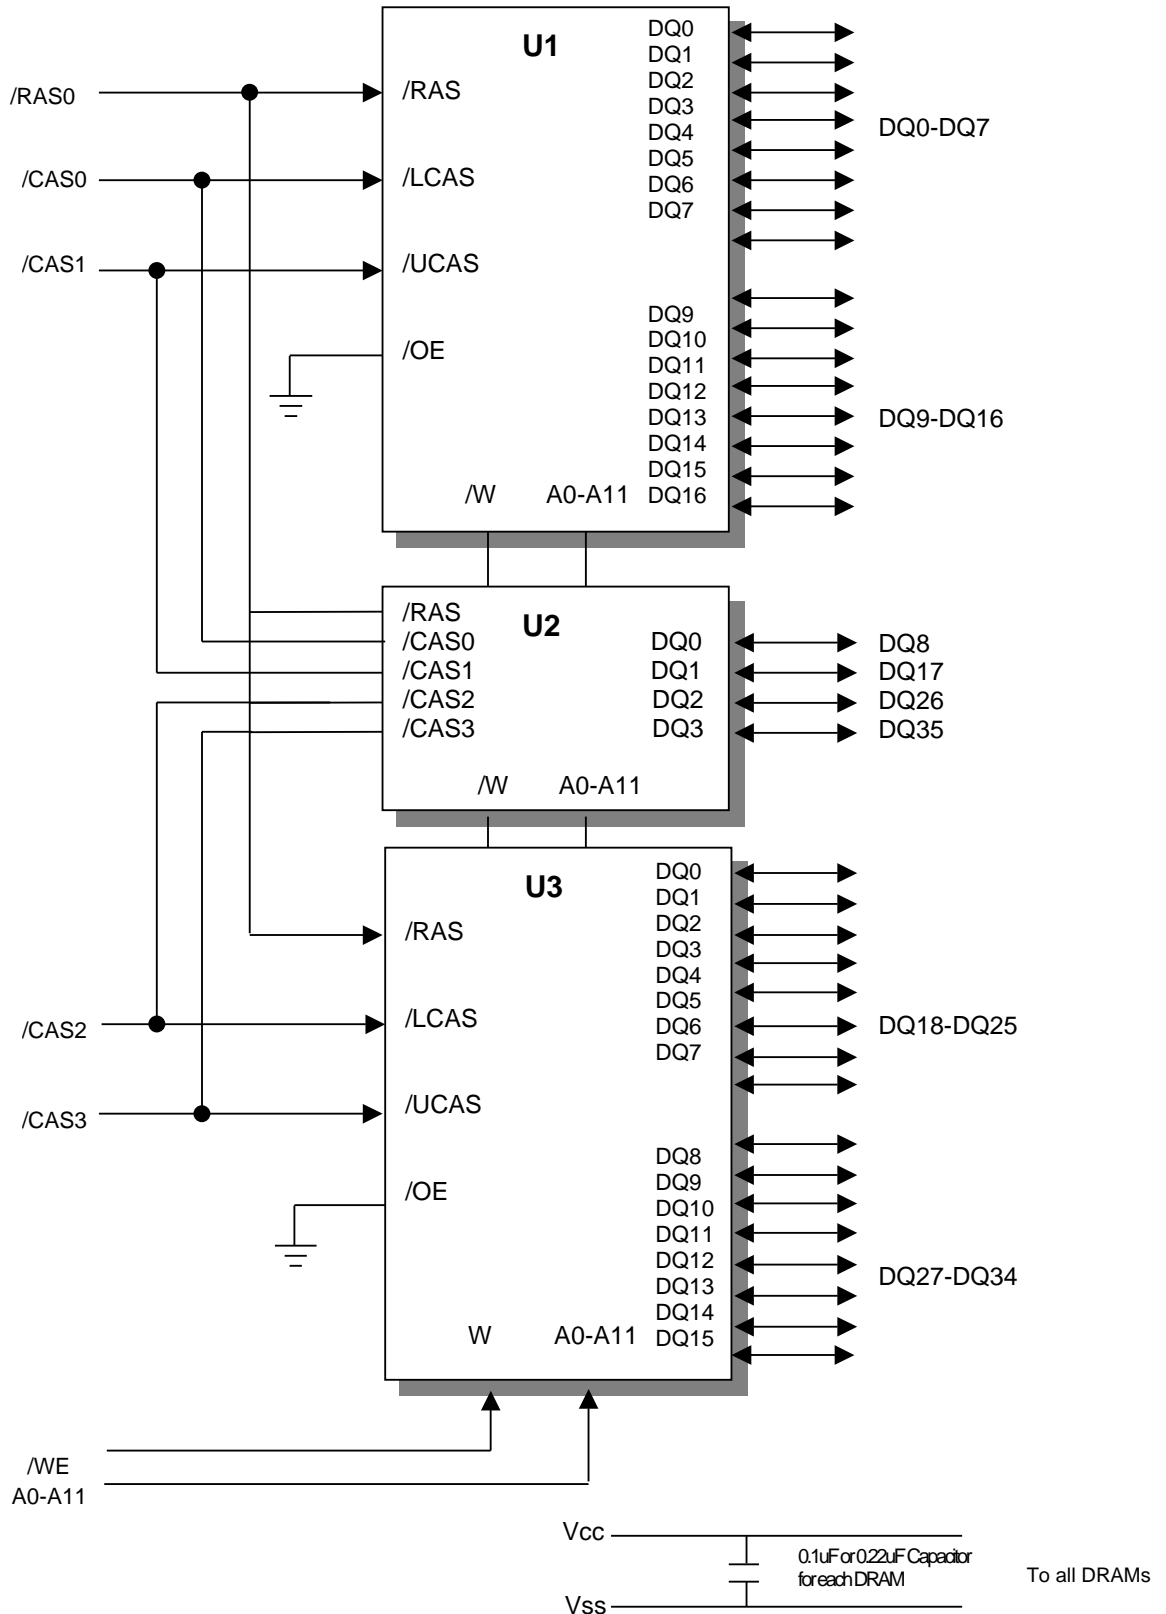 U1
/RAS0
/CAS0
/CAS1
/RAS
/LCAS
/UCAS
/OE
/W
A0-A11
DQ0
DQ1
DQ2
DQ3
DQ4
DQ5
DQ6
DQ7
DQ0-DQ7
DQ9
DQ10
DQ11
DQ12
DQ13
DQ14
DQ15
DQ16
DQ9-DQ16
U2
/RAS
/CAS0
/CAS1
/CAS2
/CAS3
/W
A0-A11
DQ0
DQ1
DQ2
DQ3
DQ8
DQ17
DQ26
DQ35
U3
/CAS2
/CAS3
/RAS
/LCAS
/UCAS
/OE
W
A0-A11
DQ0
DQ1
DQ2
DQ3
DQ4
DQ5
DQ6
DQ7
DQ18-DQ25
DQ8
DQ9
DQ10
DQ11
DQ12
DQ13
DQ14
DQ15
DQ27-DQ34
/WE
A0-A11
Vcc
0.1uF or 0.22uF Capacitor
for each DRAM
To all DRAMs
Vss